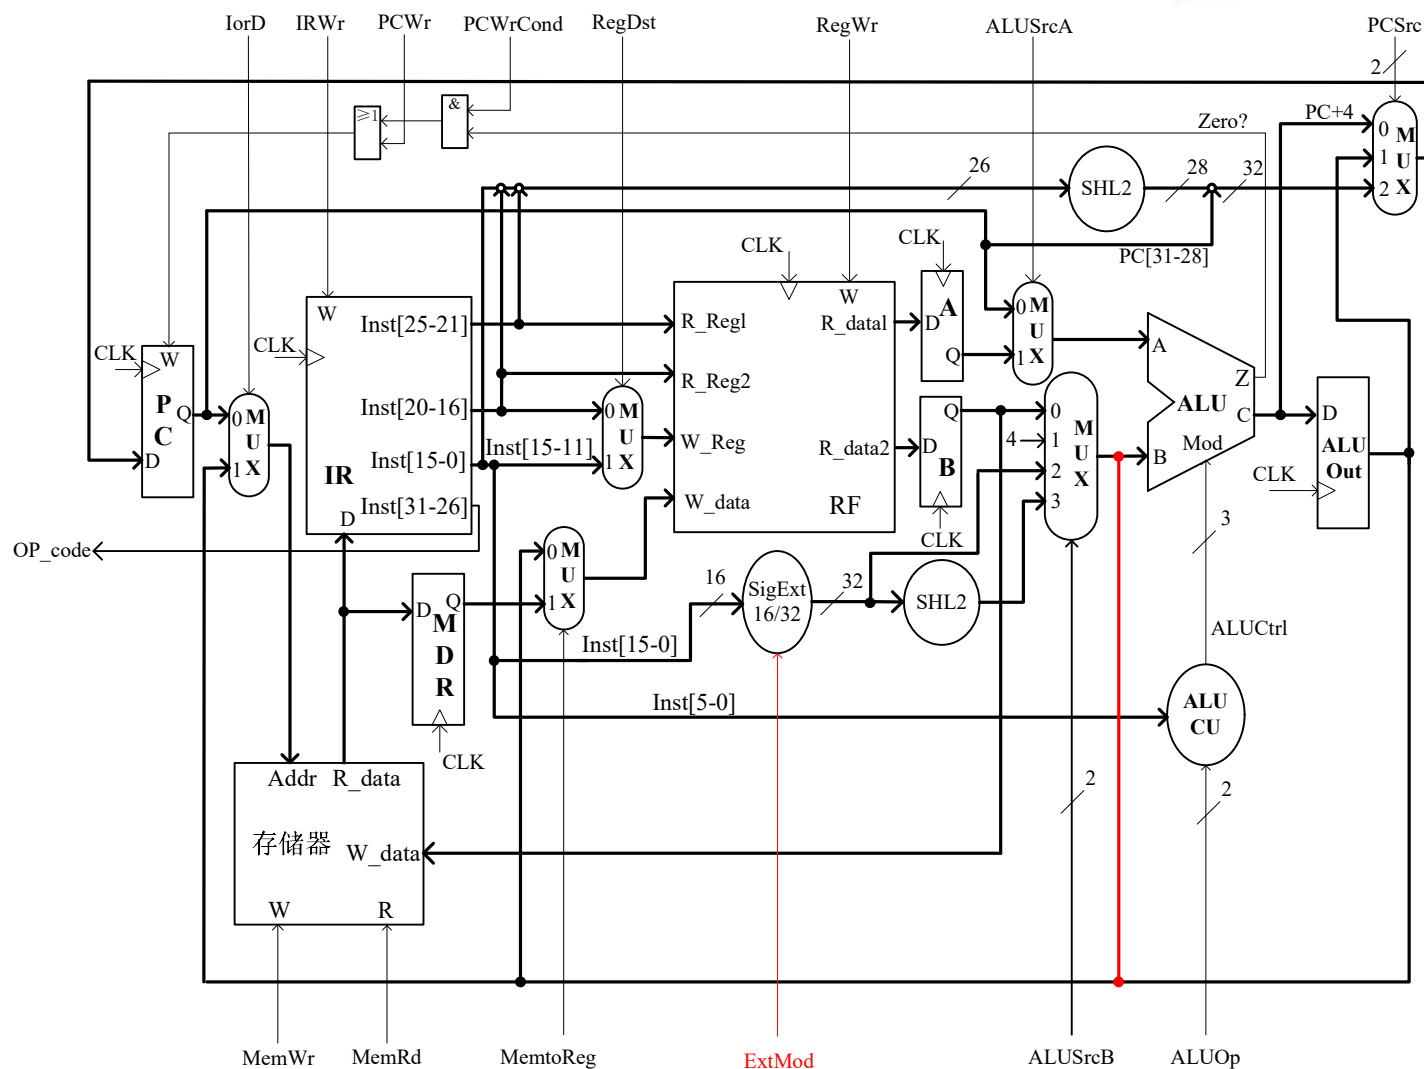 IorD IRWr PCWr PCWrCond RegDst RegWr ALUSrcA PCSrc
2
≥1 &
Zero? PC+4
0 M
1 U
2 X
26 SHL2 28 32
CLK CLK
PC[31-28]
W W
Inst[25-21] R_Reg1 R_data1 D A Q
0 M
U
1 X
A
CLK W CLK
R_Reg2
Z
P C Q D
0 M
U
1 X
Inst[20-16]
0 M
U
1 X
W_Reg
Q
D B
R_data2
0
4 1
2
3
M
U
X
ALU
C
Mod
B
D
ALU
Out
CLK
Inst[15-0] Inst[15-11]
IR
Inst[31-26]
D
W_data RF
CLK
3
OP_code
0 M
U
1 X
D Q
M
D
R
CLK
16 SigExt
16/32
32 SHL2
ALUCtrl
Inst[15-0]
Inst[5-0]
ALU
CU
Addr R_data
2 2
存储器 W_data
W R
MemWr MemRd MemtoReg ExtMod ALUSrcB ALUOp